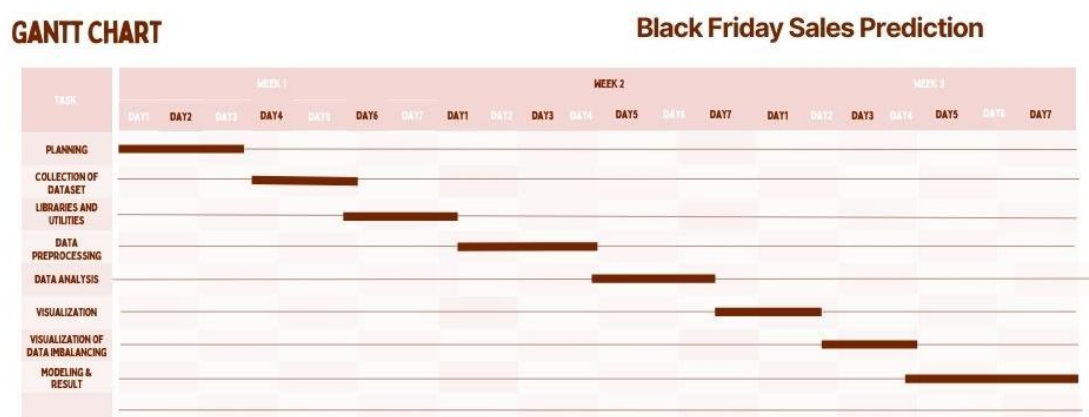 GANTT CHART
Black Friday Sales Prediction
TASK
WEEK 1
WEEK 2
WEEK 3
DAY1 DAY2 DAY3 DAY4 DAY5 DAY6 DAY7 DAY1 DAY2 DAY3 DAY4 DAY5 DAY6 DAY7 DAY1 DAY2 DAY3 DAY4 DAY5 DAY6 DAY7
PLANNING
COLLECTION OF
DATASET
LIBRARIES AND
UTILITIES
DATA
PREPROCESSING
DATA ANALYSIS
VISUALIZATION
VISUALIZATION OF
DATA IMBALANCING
MODELING &
RESULT